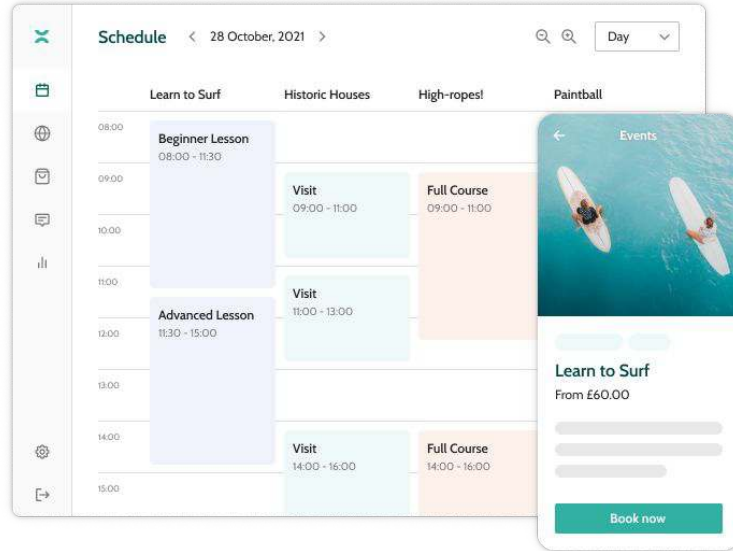 Schedule
28 October, 2021
Day
Learn to Surf
Historic Houses
High-ropes!
Paintball
08:00
Beginner Lesson
08:00 - 11:30
09:00
Visit
09:00 - 11:00
Full Course
09:00 - 11:00
10:00
11:00
Visit
11:00 - 13:00
Advanced Lesson
11:30 - 15:00
12:00
13:00
14:00
Visit
14:00 - 16:00
Full Course
14:00 - 16:00
15:00
Events
Learn to Surf
From £60.00
Book now